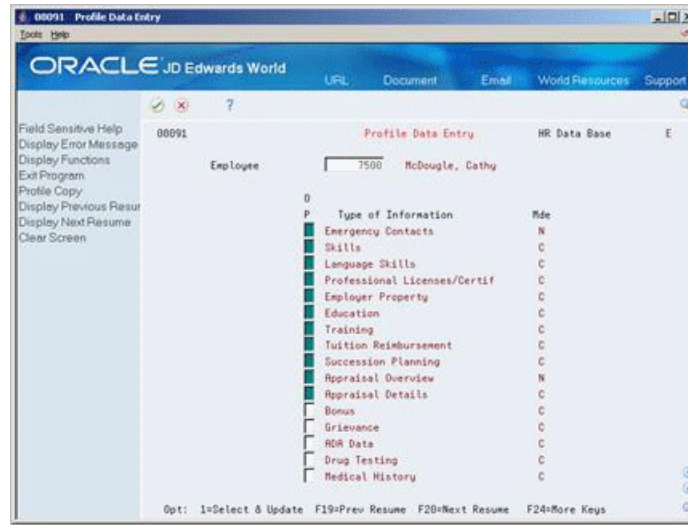 08091 Profile Data Entry
Tools Help
ORACLE JD Edwards World
URL Document Email World Resources Support
?
Field Sensitive Help
Display Error Message
Display Functions
Exit Program
Profile Copy
Display Previous Resur
Display Next Resume
Clear Screen
08091 Profile Data Entry HR Data Base E
Employee 7500 McDougle, Cathy
O
P Type of Information Mde
Emergency Contacts N
Skills C
Language Skills C
Professional Licenses/Certif C
Employer Property C
Education C
Training C
Tuition Reimbursement C
Succession Planning C
Appraisal Overview N
Appraisal Details C
Bonus C
Grievance C
ADA Data C
Drug Testing C
Medical History C
Opt: 1=Select & Update F19=Prev Resume F20=Next Resume F24=More Keys